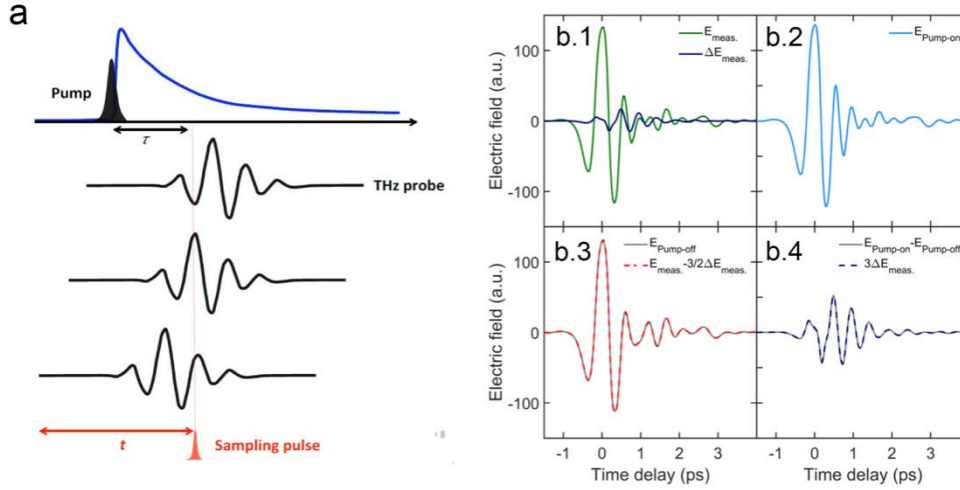 a
Pump
τ
THz probe
t
Sampling pulse
b.1
E_meas.
ΔE_meas.
b.2
E_Pump-on
Electric field (a.u.)
100
0
-100
b.3
E_Pump-off
E_meas.-3/2ΔE_meas.
b.4
E_Pump-on-E_Pump-off
3ΔE_meas.
Electric field (a.u.)
100
0
-100
-1 0 1 2 3
-1 0 1 2 3
Time delay (ps)
Time delay (ps)